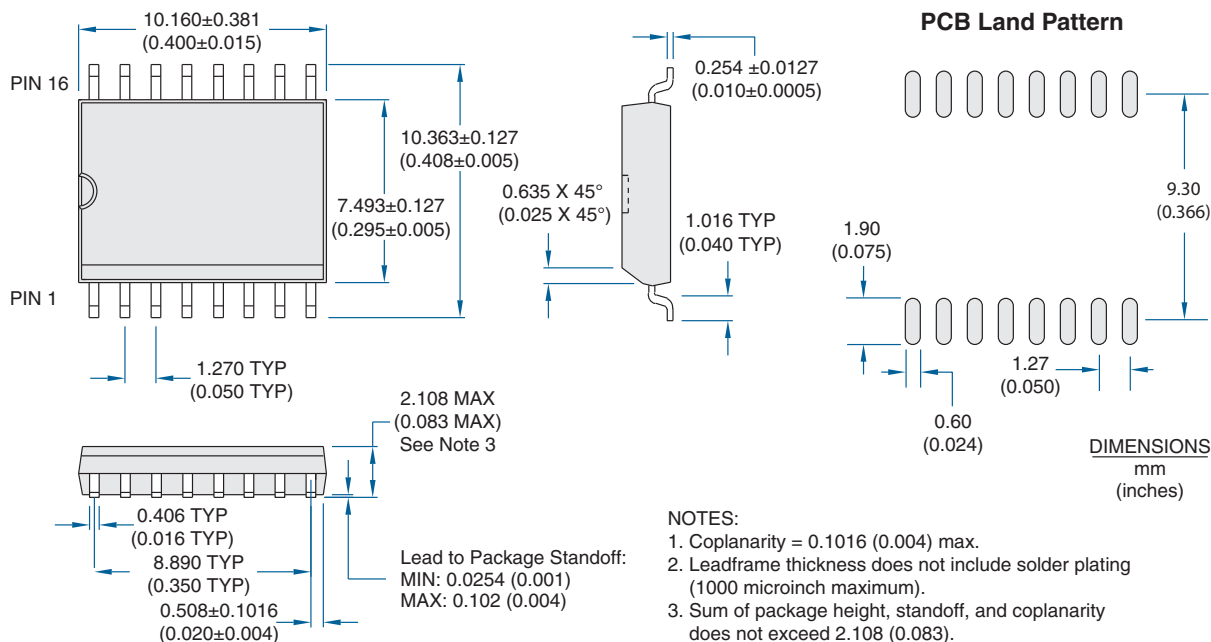 10.160±0.381
(0.400±0.015)
PIN 16
10.363±0.127
(0.408±0.005)
7.493±0.127
(0.295±0.005)
PIN 1
1.270 TYP
(0.050 TYP)
0.254 ±0.0127
(0.010±0.0005)
0.635 X 45°
(0.025 X 45°)
1.016 TYP
(0.040 TYP)
PCB Land Pattern
9.30
(0.366)
1.90
(0.075)
1.27
(0.050)
0.60
(0.024)
DIMENSIONS
mm
(inches)
2.108 MAX
(0.083 MAX)
See Note 3
0.406 TYP
(0.016 TYP)
8.890 TYP
(0.350 TYP)
0.508±0.1016
(0.020±0.004)
Lead to Package Standoff:
MIN: 0.0254 (0.001)
MAX: 0.102 (0.004)
NOTES:
1. Coplanarity = 0.1016 (0.004) max.
2. Leadframe thickness does not include solder plating
(1000 microinch maximum).
3. Sum of package height, standoff, and coplanarity
does not exceed 2.108 (0.083).